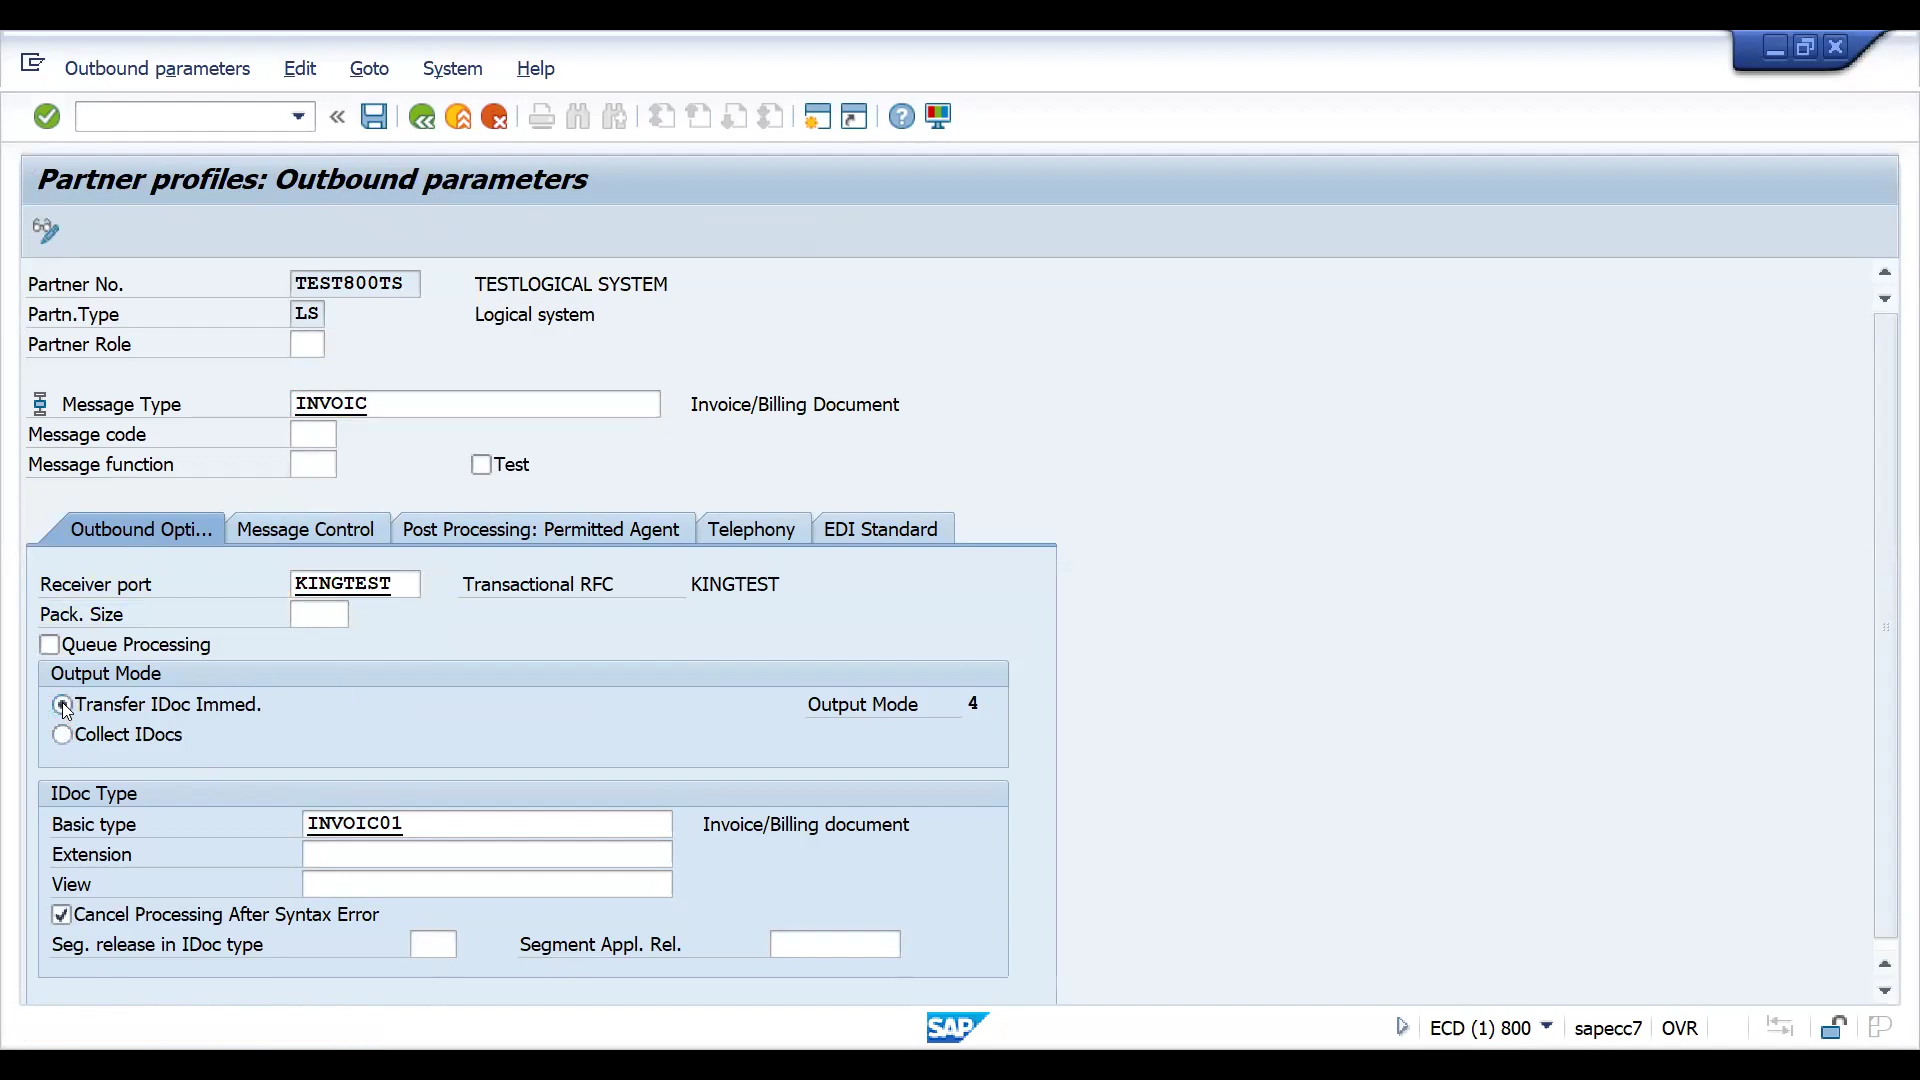 Outbound parameters Edit Goto System Help
Partner profiles: Outbound parameters
Partner No. TEST800TS TESTLOGICAL SYSTEM
Partn.Type LS Logical system
Partner Role
Message Type INVOIC Invoice/Billing Document
Message code
Message function Test
Outbound Opti... Message Control Post Processing: Permitted Agent Telephony EDI Standard
Receiver port KINGTEST Transactional RFC KINGTEST
Pack. Size
Queue Processing
Output Mode
Transfer IDoc Immed. Output Mode 4
Collect IDocs
IDoc Type
Basic type INVOIC01 Invoice/Billing document
Extension
View
Cancel Processing After Syntax Error
Seg. release in IDoc type Segment Appl. Rel.
SAP ECD (1) 800 sapecc7 OVR